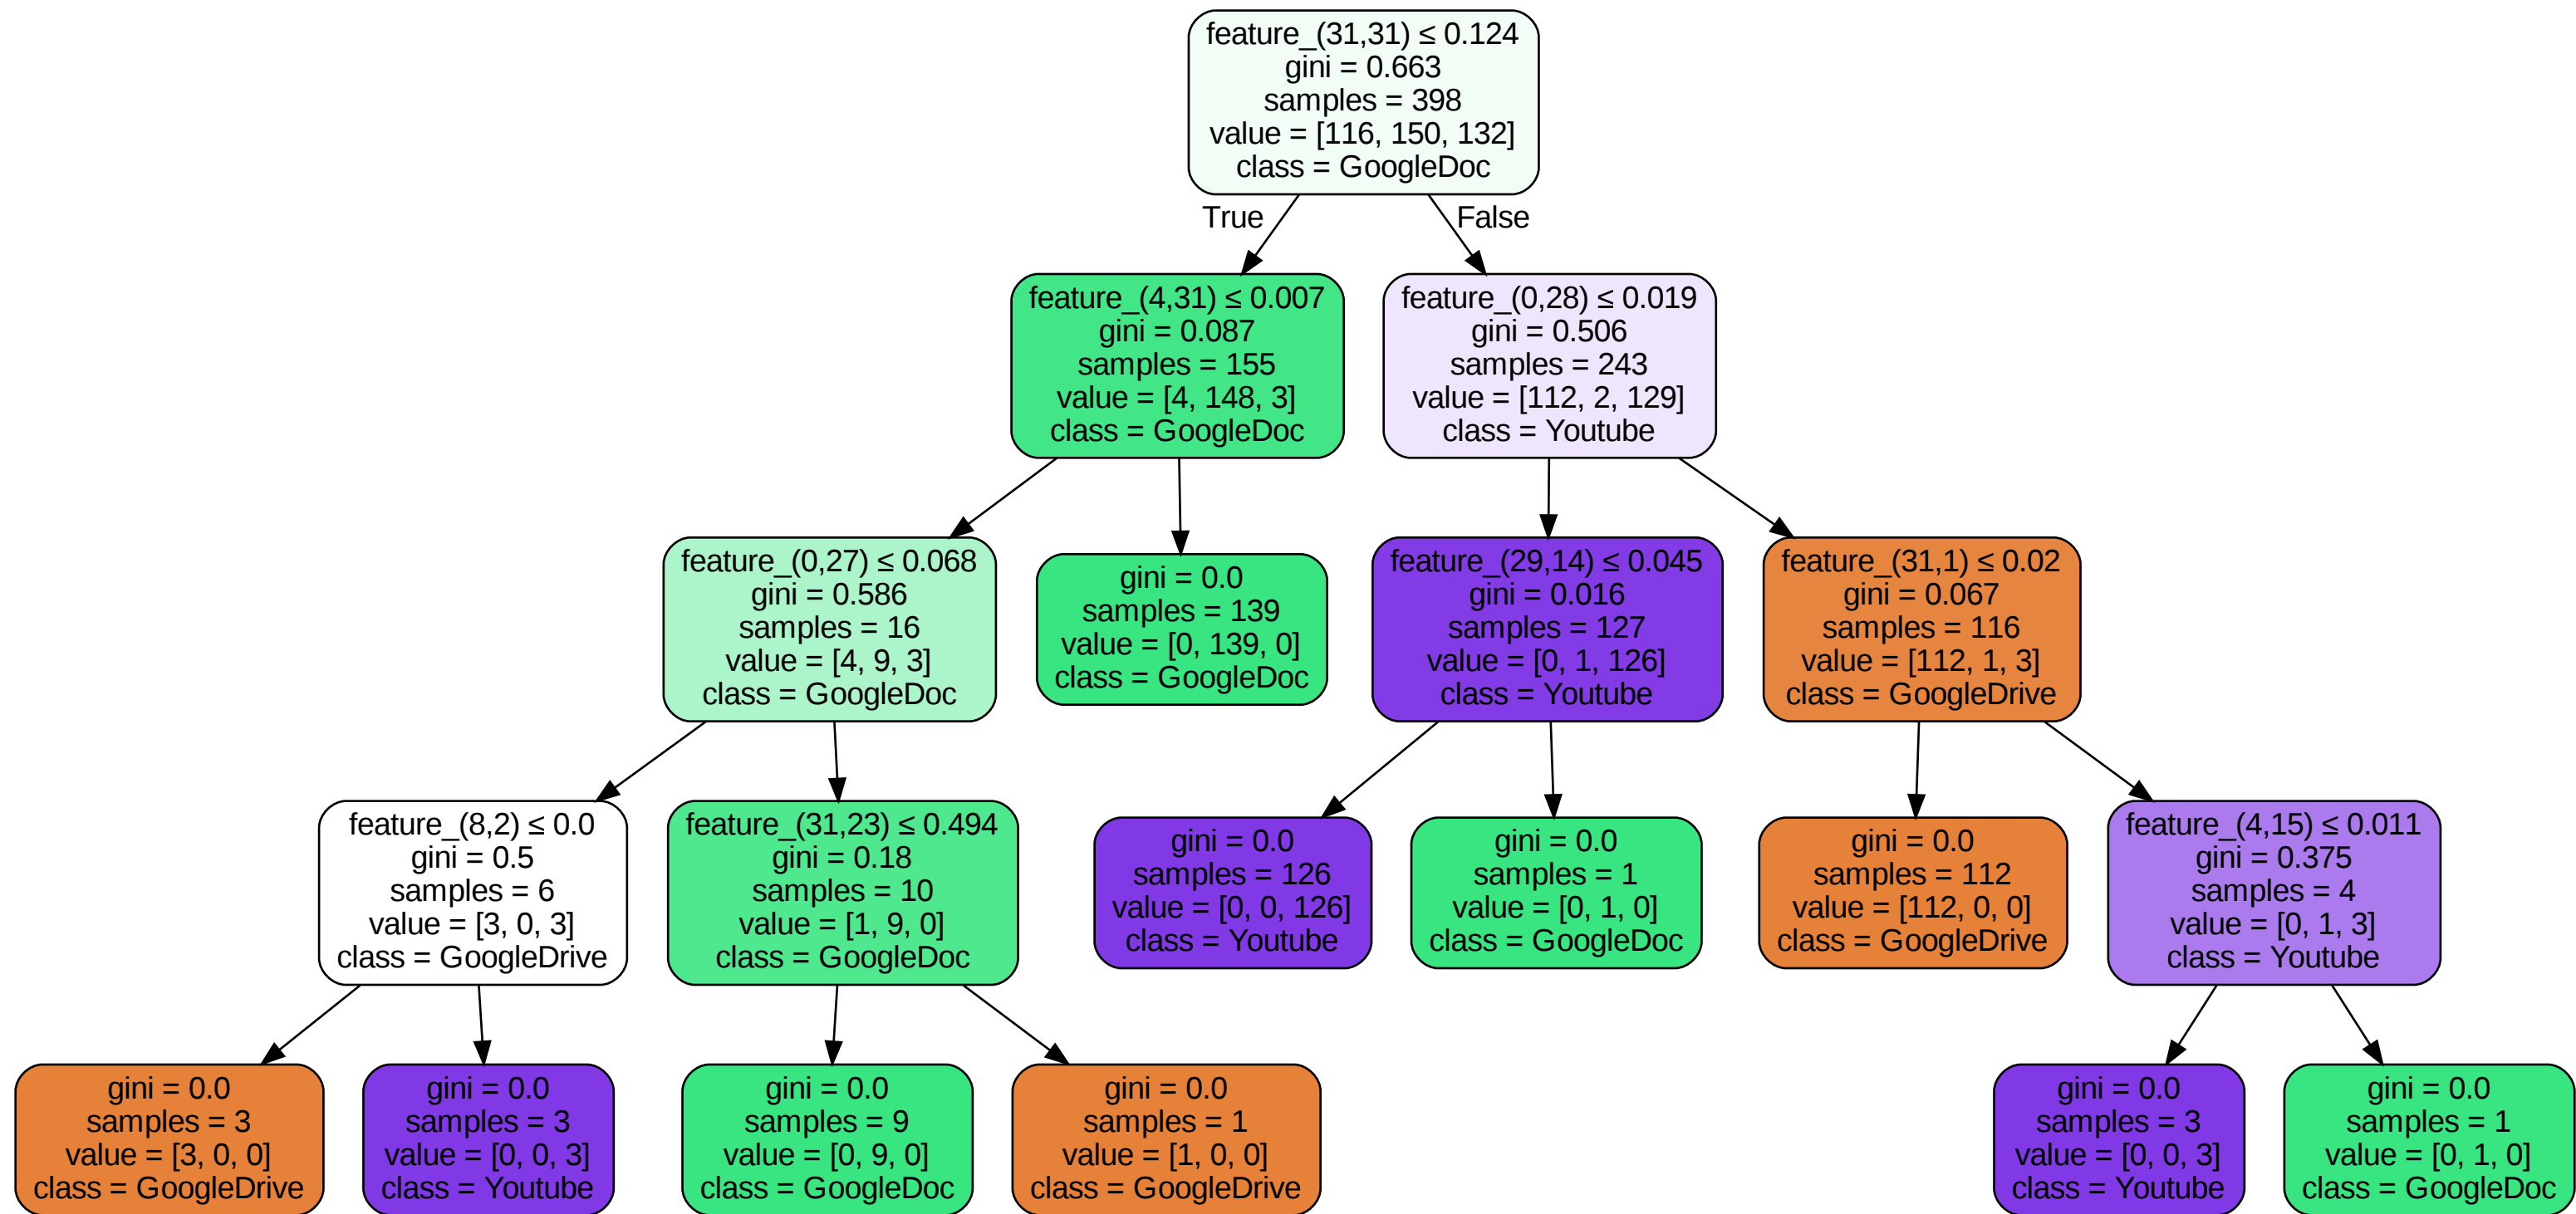 feature_(31,31) ≤ 0.124
gini = 0.663
samples = 398
value = [116, 150, 132]
class = GoogleDoc
True
False
feature_(4,31) ≤ 0.007
gini = 0.087
samples = 155
value = [4, 148, 3]
class = GoogleDoc
feature_(0,28) ≤ 0.019
gini = 0.506
samples = 243
value = [112, 2, 129]
class = Youtube
feature_(0,27) ≤ 0.068
gini = 0.586
samples = 16
value = [4, 9, 3]
class = GoogleDoc
gini = 0.0
samples = 139
value = [0, 139, 0]
class = GoogleDoc
feature_(29,14) ≤ 0.045
gini = 0.016
samples = 127
value = [0, 1, 126]
class = Youtube
feature_(31,1) ≤ 0.02
gini = 0.067
samples = 116
value = [112, 1, 3]
class = GoogleDrive
feature_(8,2) ≤ 0.0
gini = 0.5
samples = 6
value = [3, 0, 3]
class = GoogleDrive
feature_(31,23) ≤ 0.494
gini = 0.18
samples = 10
value = [1, 9, 0]
class = GoogleDoc
gini = 0.0
samples = 126
value = [0, 0, 126]
class = Youtube
gini = 0.0
samples = 1
value = [0, 1, 0]
class = GoogleDoc
gini = 0.0
samples = 112
value = [112, 0, 0]
class = GoogleDrive
feature_(4,15) ≤ 0.011
gini = 0.375
samples = 4
value = [0, 1, 3]
class = Youtube
gini = 0.0
samples = 3
value = [3, 0, 0]
class = GoogleDrive
gini = 0.0
samples = 3
value = [0, 0, 3]
class = Youtube
gini = 0.0
samples = 9
value = [0, 9, 0]
class = GoogleDoc
gini = 0.0
samples = 1
value = [1, 0, 0]
class = GoogleDrive
gini = 0.0
samples = 3
value = [0, 0, 3]
class = Youtube
gini = 0.0
samples = 1
value = [0, 1, 0]
class = GoogleDoc